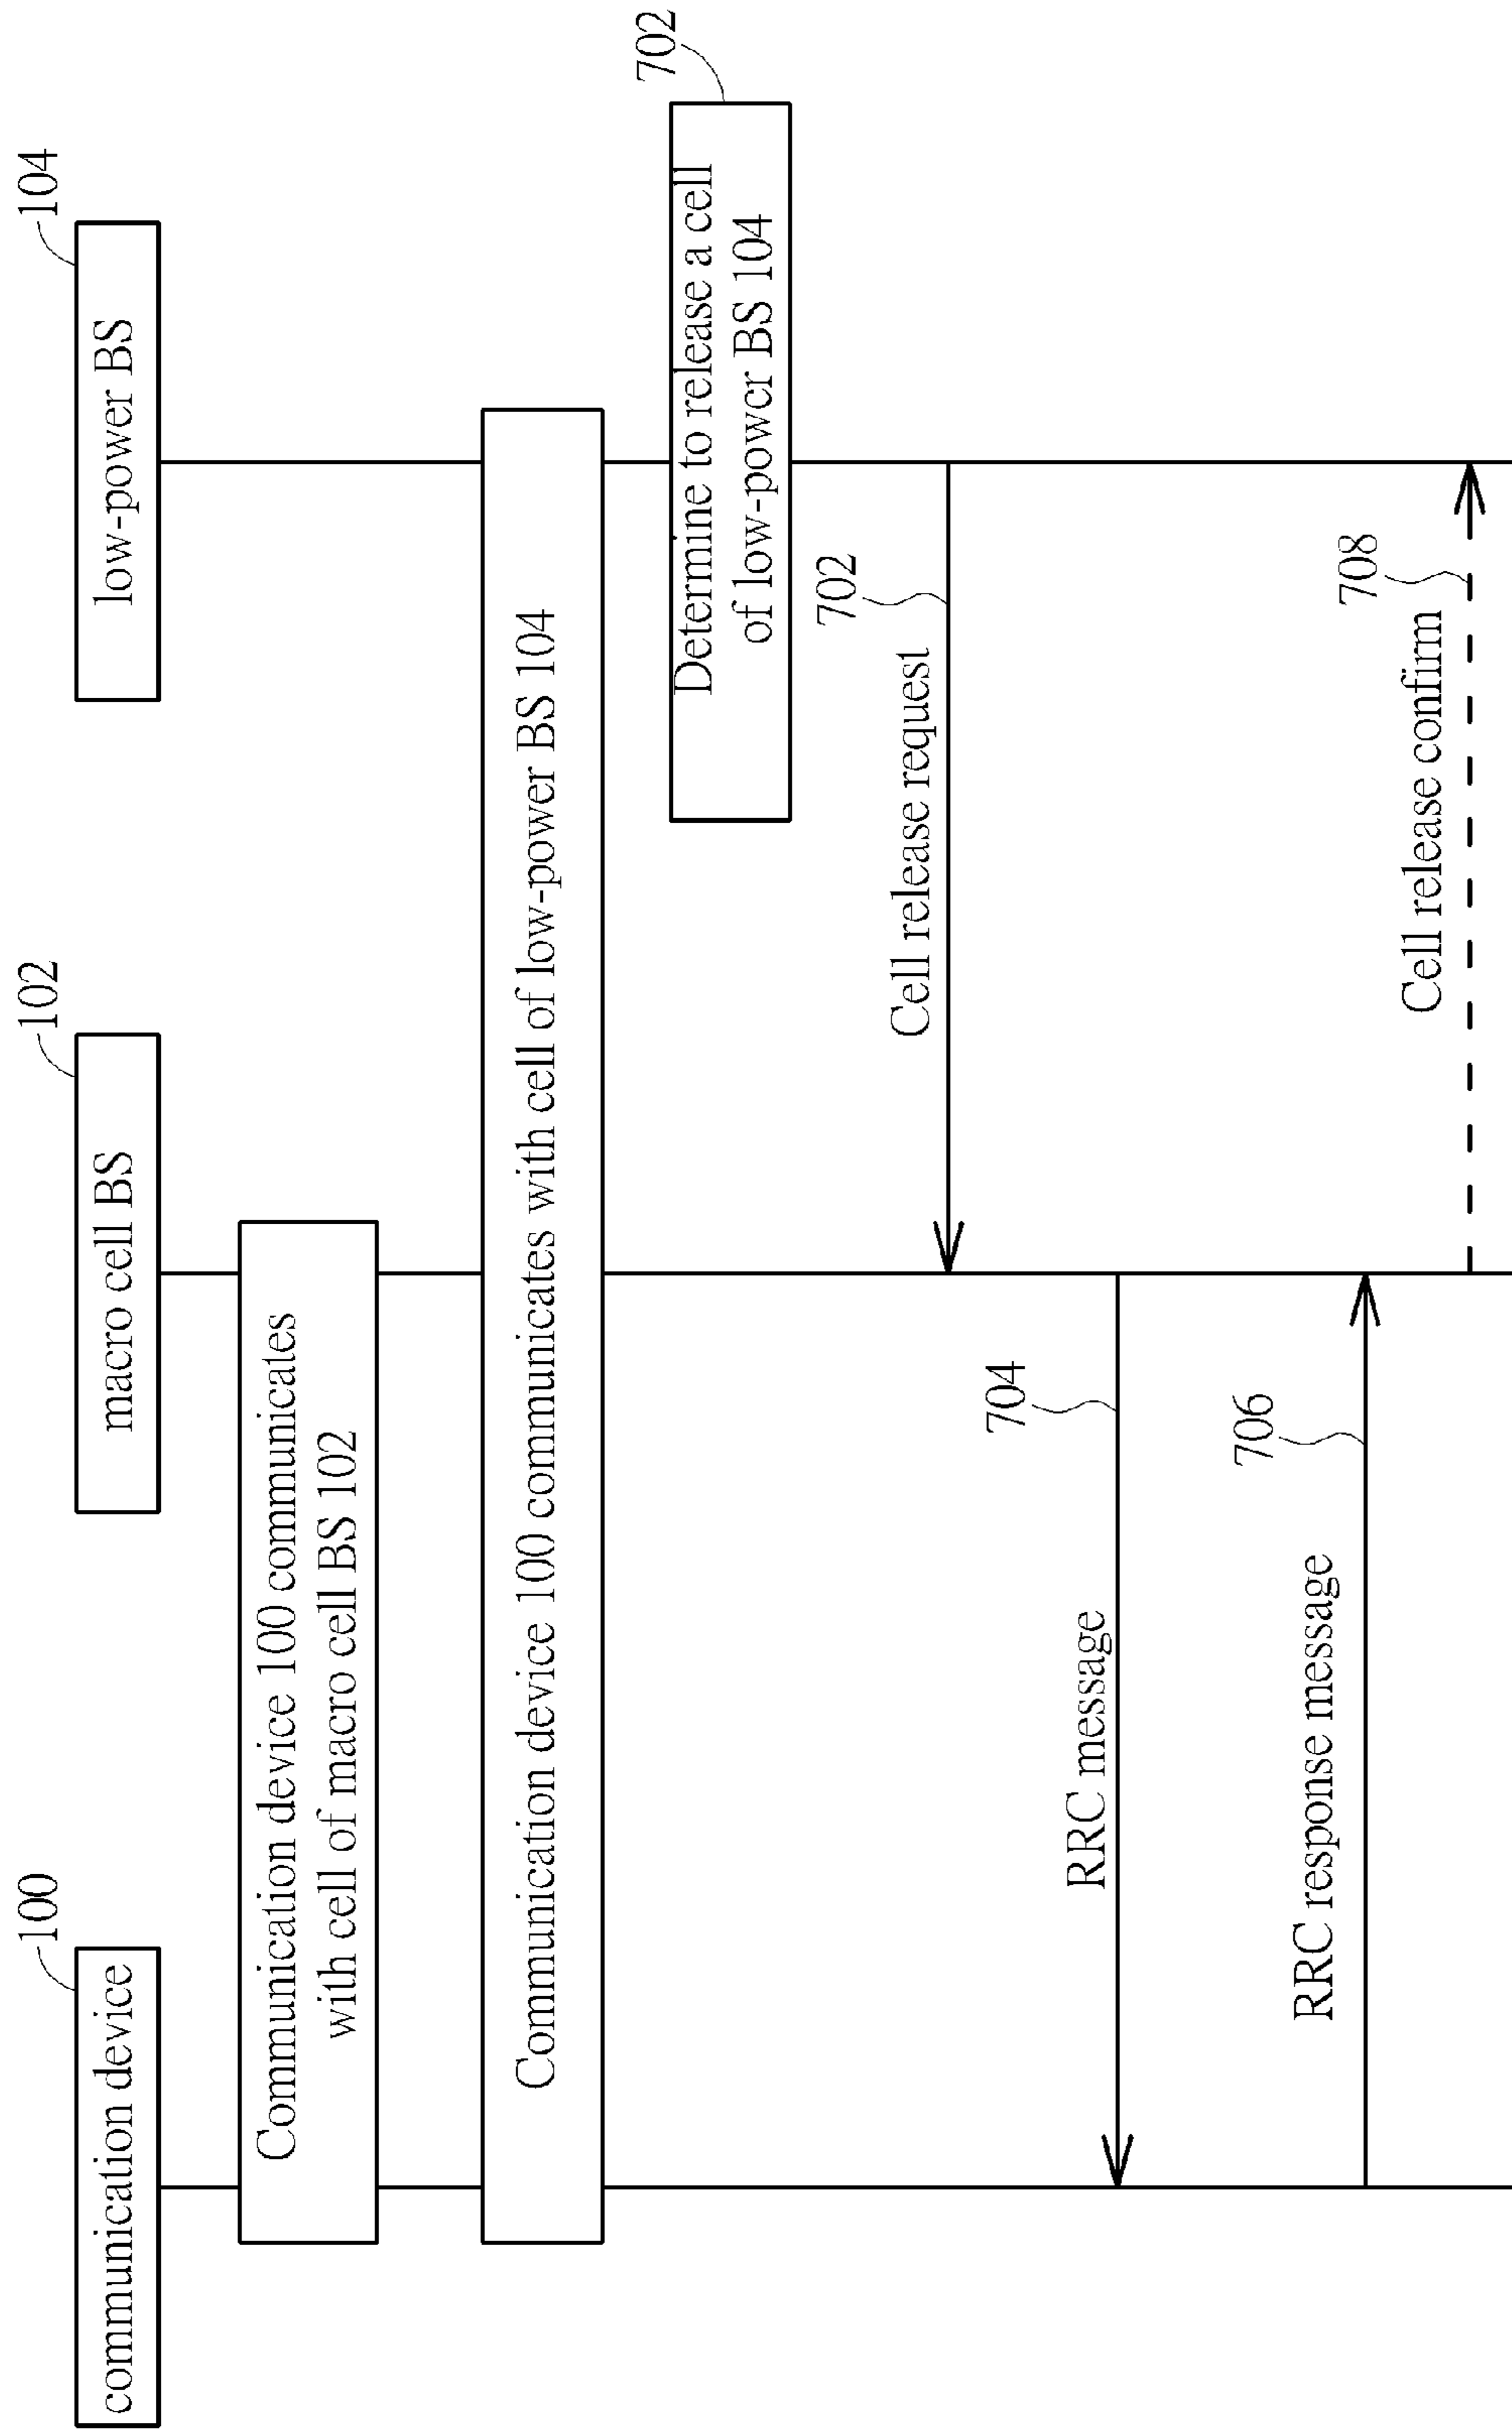 100
102
104
communication device
macro cell BS
low-power BS
Communication device 100 communicates
with cell of macro cell BS 102
Communication device 100 communicates with cell of low-power BS 104
702
Determine to release a cell
of low-power BS 104
702
Cell release request
704
RRC message
706
RRC response message
708
Cell release confirm